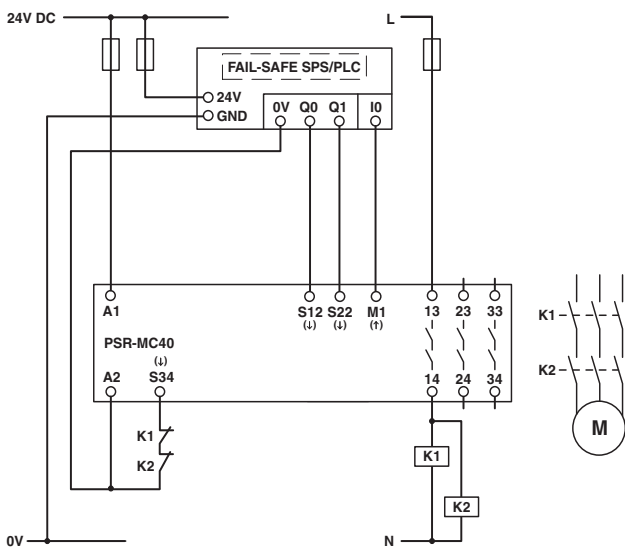 24V DC
L
FAIL-SAFE SPS/PLC
24V
GND
0V Q0 Q1 I0
A1
S12 S22 M1 13 23 33
(↓) (↓) (↑)
PSR-MC40
(↓)
A2 S34
14 24 34
K1
K2
K1
K2
0V
N
K1
K2
M